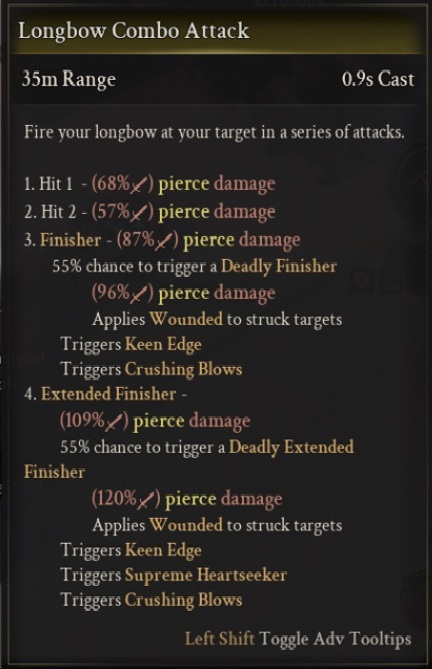 Longbow Combo Attack
35m Range 0.9s Cast
Fire your longbow at your target in a series of attacks.
1. Hit 1 - (68%) pierce damage
2. Hit 2 - (57%) pierce damage
3. Finisher - (87%) pierce damage
55% chance to trigger a Deadly Finisher
(96%) pierce damage
Applies Wounded to struck targets
Triggers Keen Edge
Triggers Crushing Blows
4. Extended Finisher -
(109%) pierce damage
55% chance to trigger a Deadly Extended
Finisher
(120%) pierce damage
Applies Wounded to struck targets
Triggers Keen Edge
Triggers Supreme Heartseeker
Triggers Crushing Blows
Left Shift Toggle Adv Tooltips